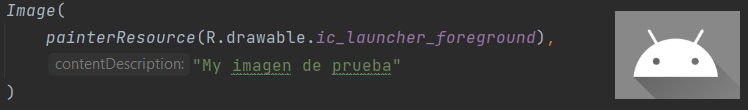 Image(
painterResource(R.drawable.ic_launcher_foreground),
contentDescription: "My imagen de prueba"
)